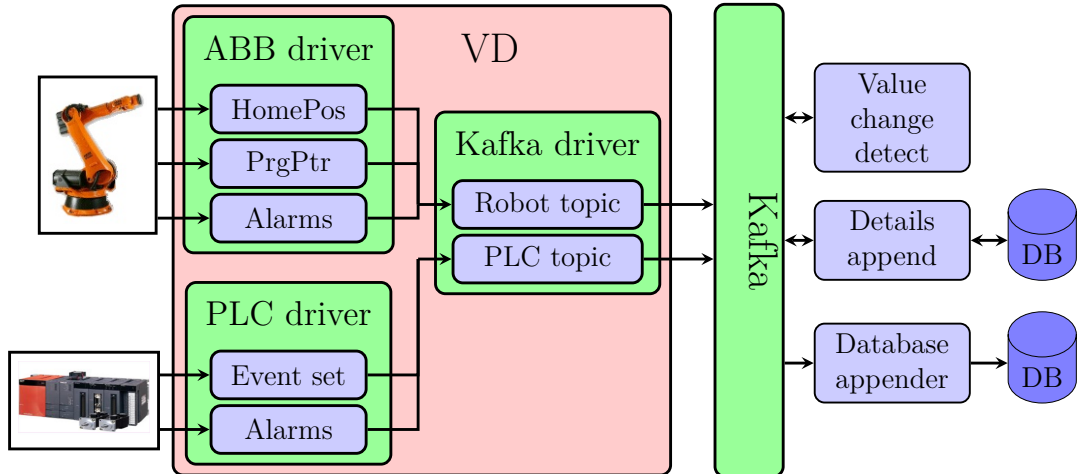 ABB driver
HomePos
PrgPtr
Alarms
PLC driver
Event set
Alarms
VD
Kafka driver
Robot topic
PLC topic
Kafka
Value
change
detect
Details
append
DB
Database
appender
DB